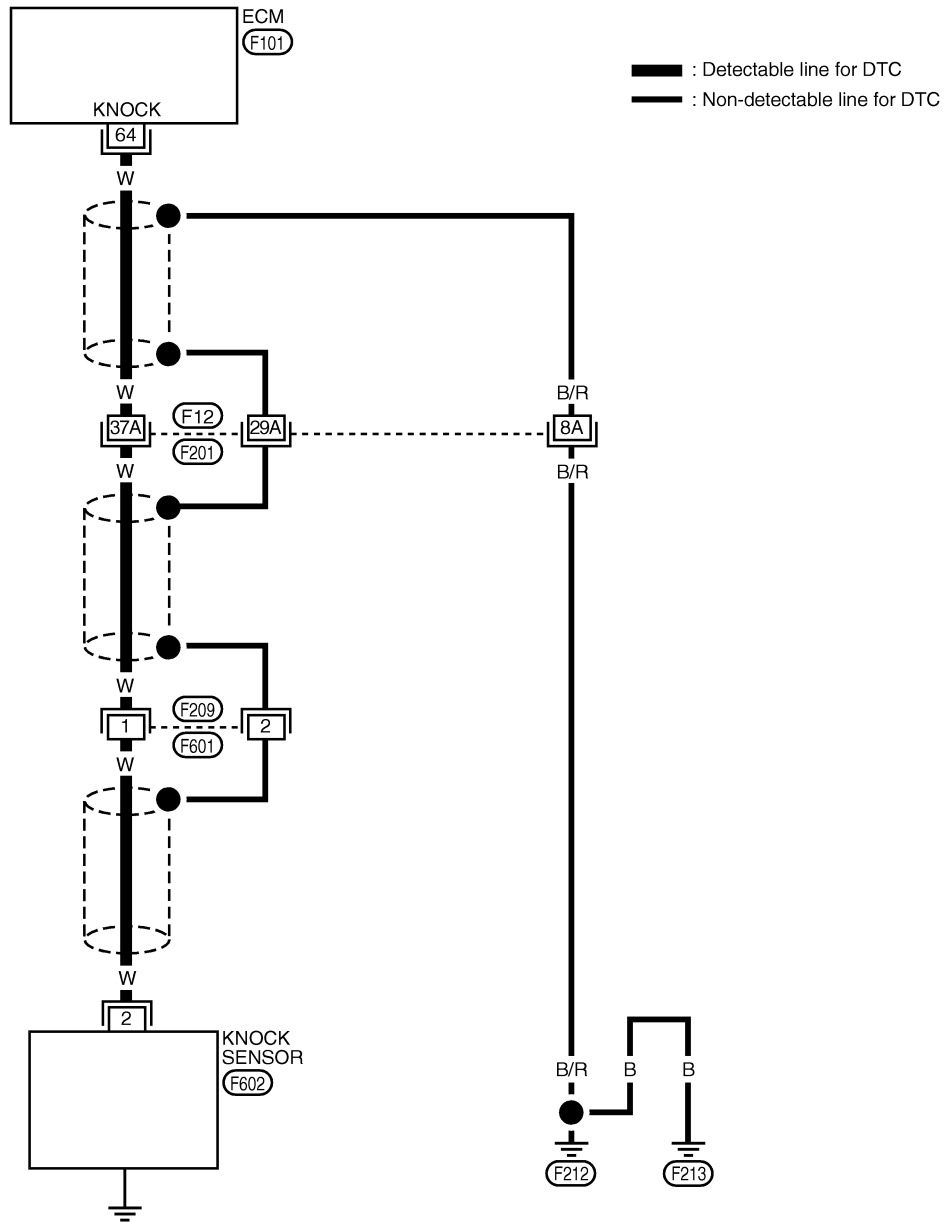 ECM
F101
KNOCK
64
: Detectable line for DTC
: Non-detectable line for DTC
W
W
B/R
37A
F12
F201
29A
8A
W
B/R
W
1
F209
F601
2
W
W
2
KNOCK
SENSOR
F602
B/R
B
B
F212
F213